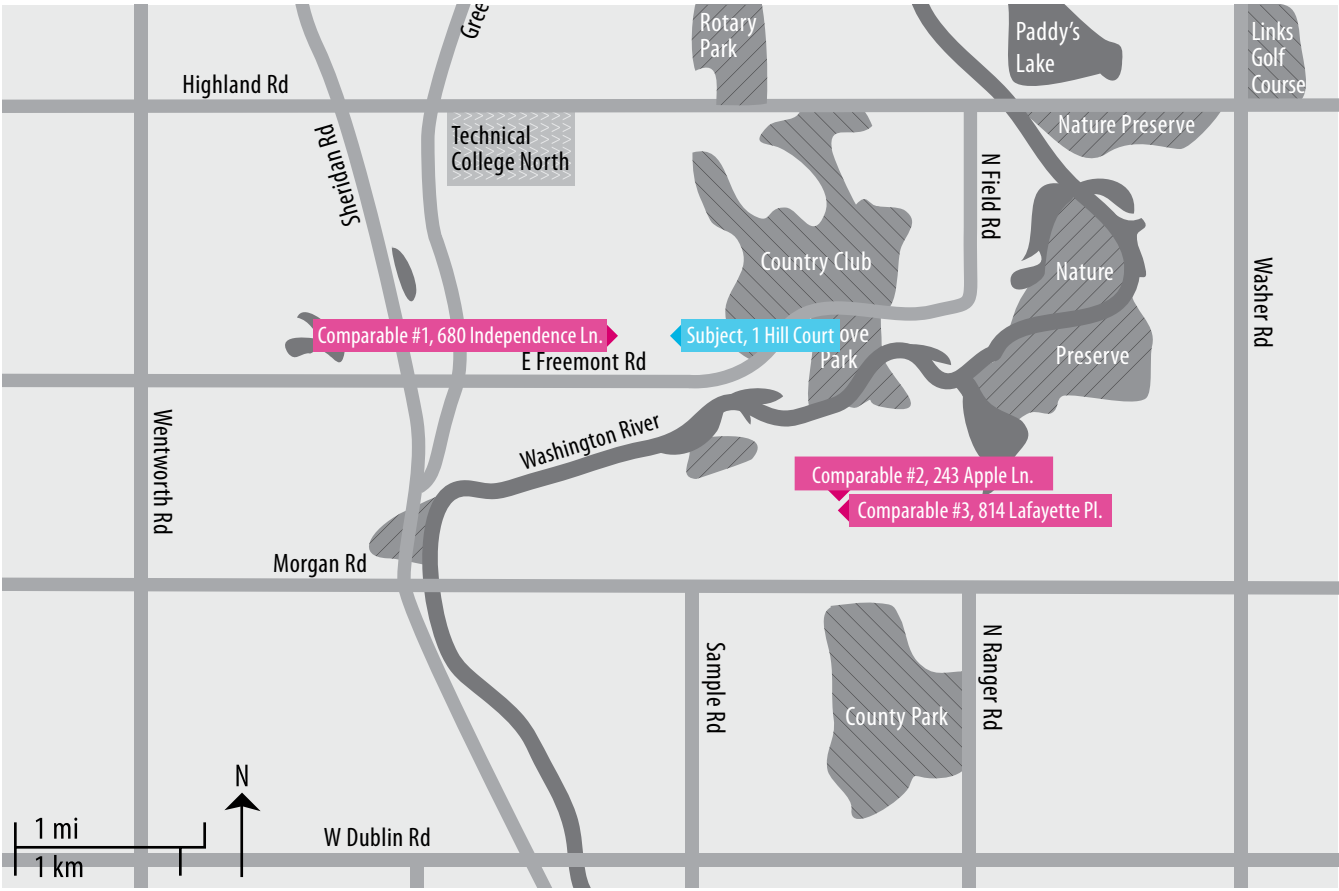 Gree
Rotary
Park
Paddy's
Lake
Links
Golf
Course
Highland Rd
Technical
College North
Nature Preserve
Sheridan Rd
N Field Rd
Country Club
Nature
Preserve
Washer Rd
Comparable #1, 680 Independence Ln.
Subject, 1 Hill Court
ove
Park
E Freemont Rd
Wentworth Rd
Washington River
Comparable #2, 243 Apple Ln.
Comparable #3, 814 Lafayette Pl.
Morgan Rd
Sample Rd
N Ranger Rd
County Park
N
1 mi
1 km
W Dublin Rd